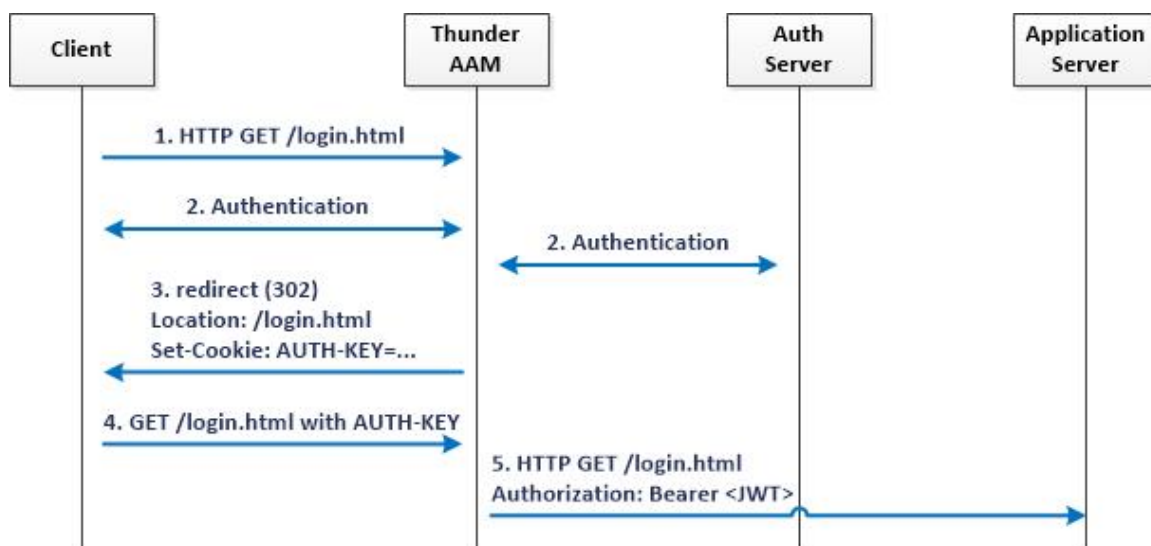 Client
Thunder
AAM
Auth
Server
Application
Server
1. HTTP GET /login.html
2. Authentication
2. Authentication
3. redirect (302)
Location: /login.html
Set-Cookie: AUTH-KEY=...
4. GET /login.html with AUTH-KEY
5. HTTP GET /login.html
Authorization: Bearer <JWT>